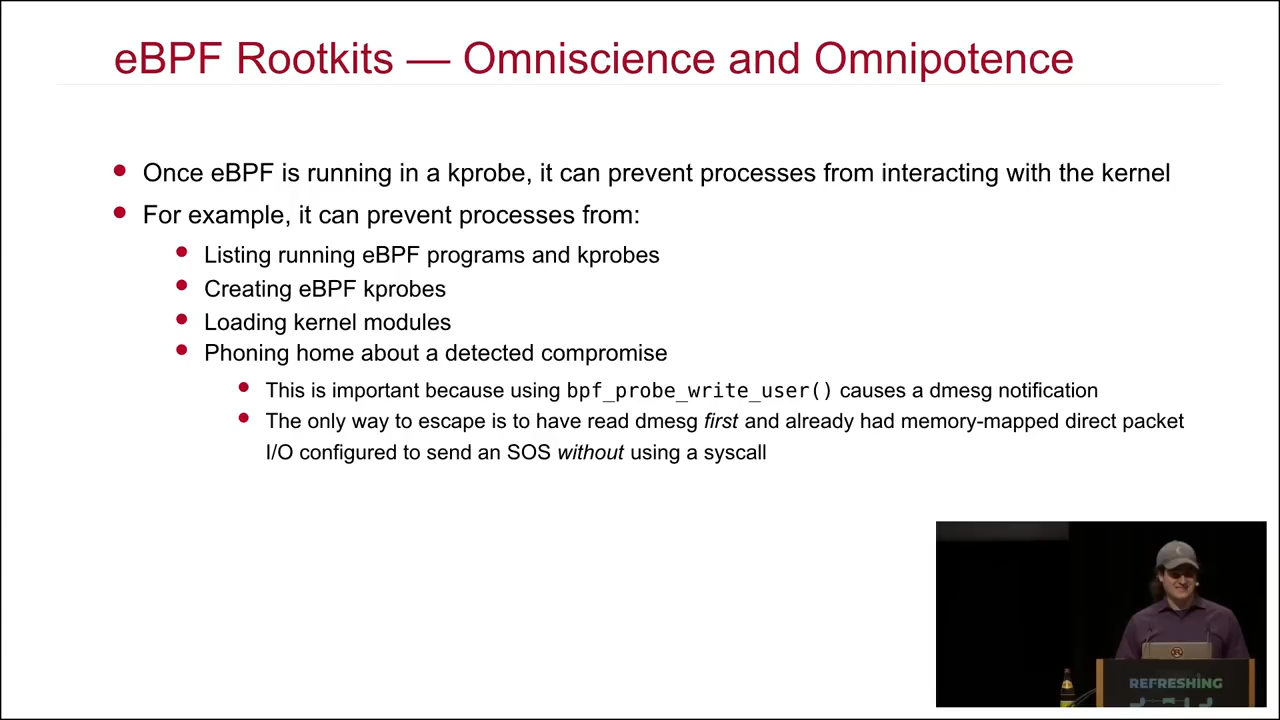 eBPF Rootkits — Omniscience and Omnipotence
Once eBPF is running in a kprobe, it can prevent processes from interacting with the kernel
For example, it can prevent processes from:
Listing running eBPF programs and kprobes
Creating eBPF kprobes
Loading kernel modules
Phoning home about a detected compromise
This is important because using bpf_probe_write_user() causes a dmesg notification
The only way to escape is to have read dmesg first and already had memory-mapped direct packet
I/O configured to send an SOS without using a syscall
REFRESHING